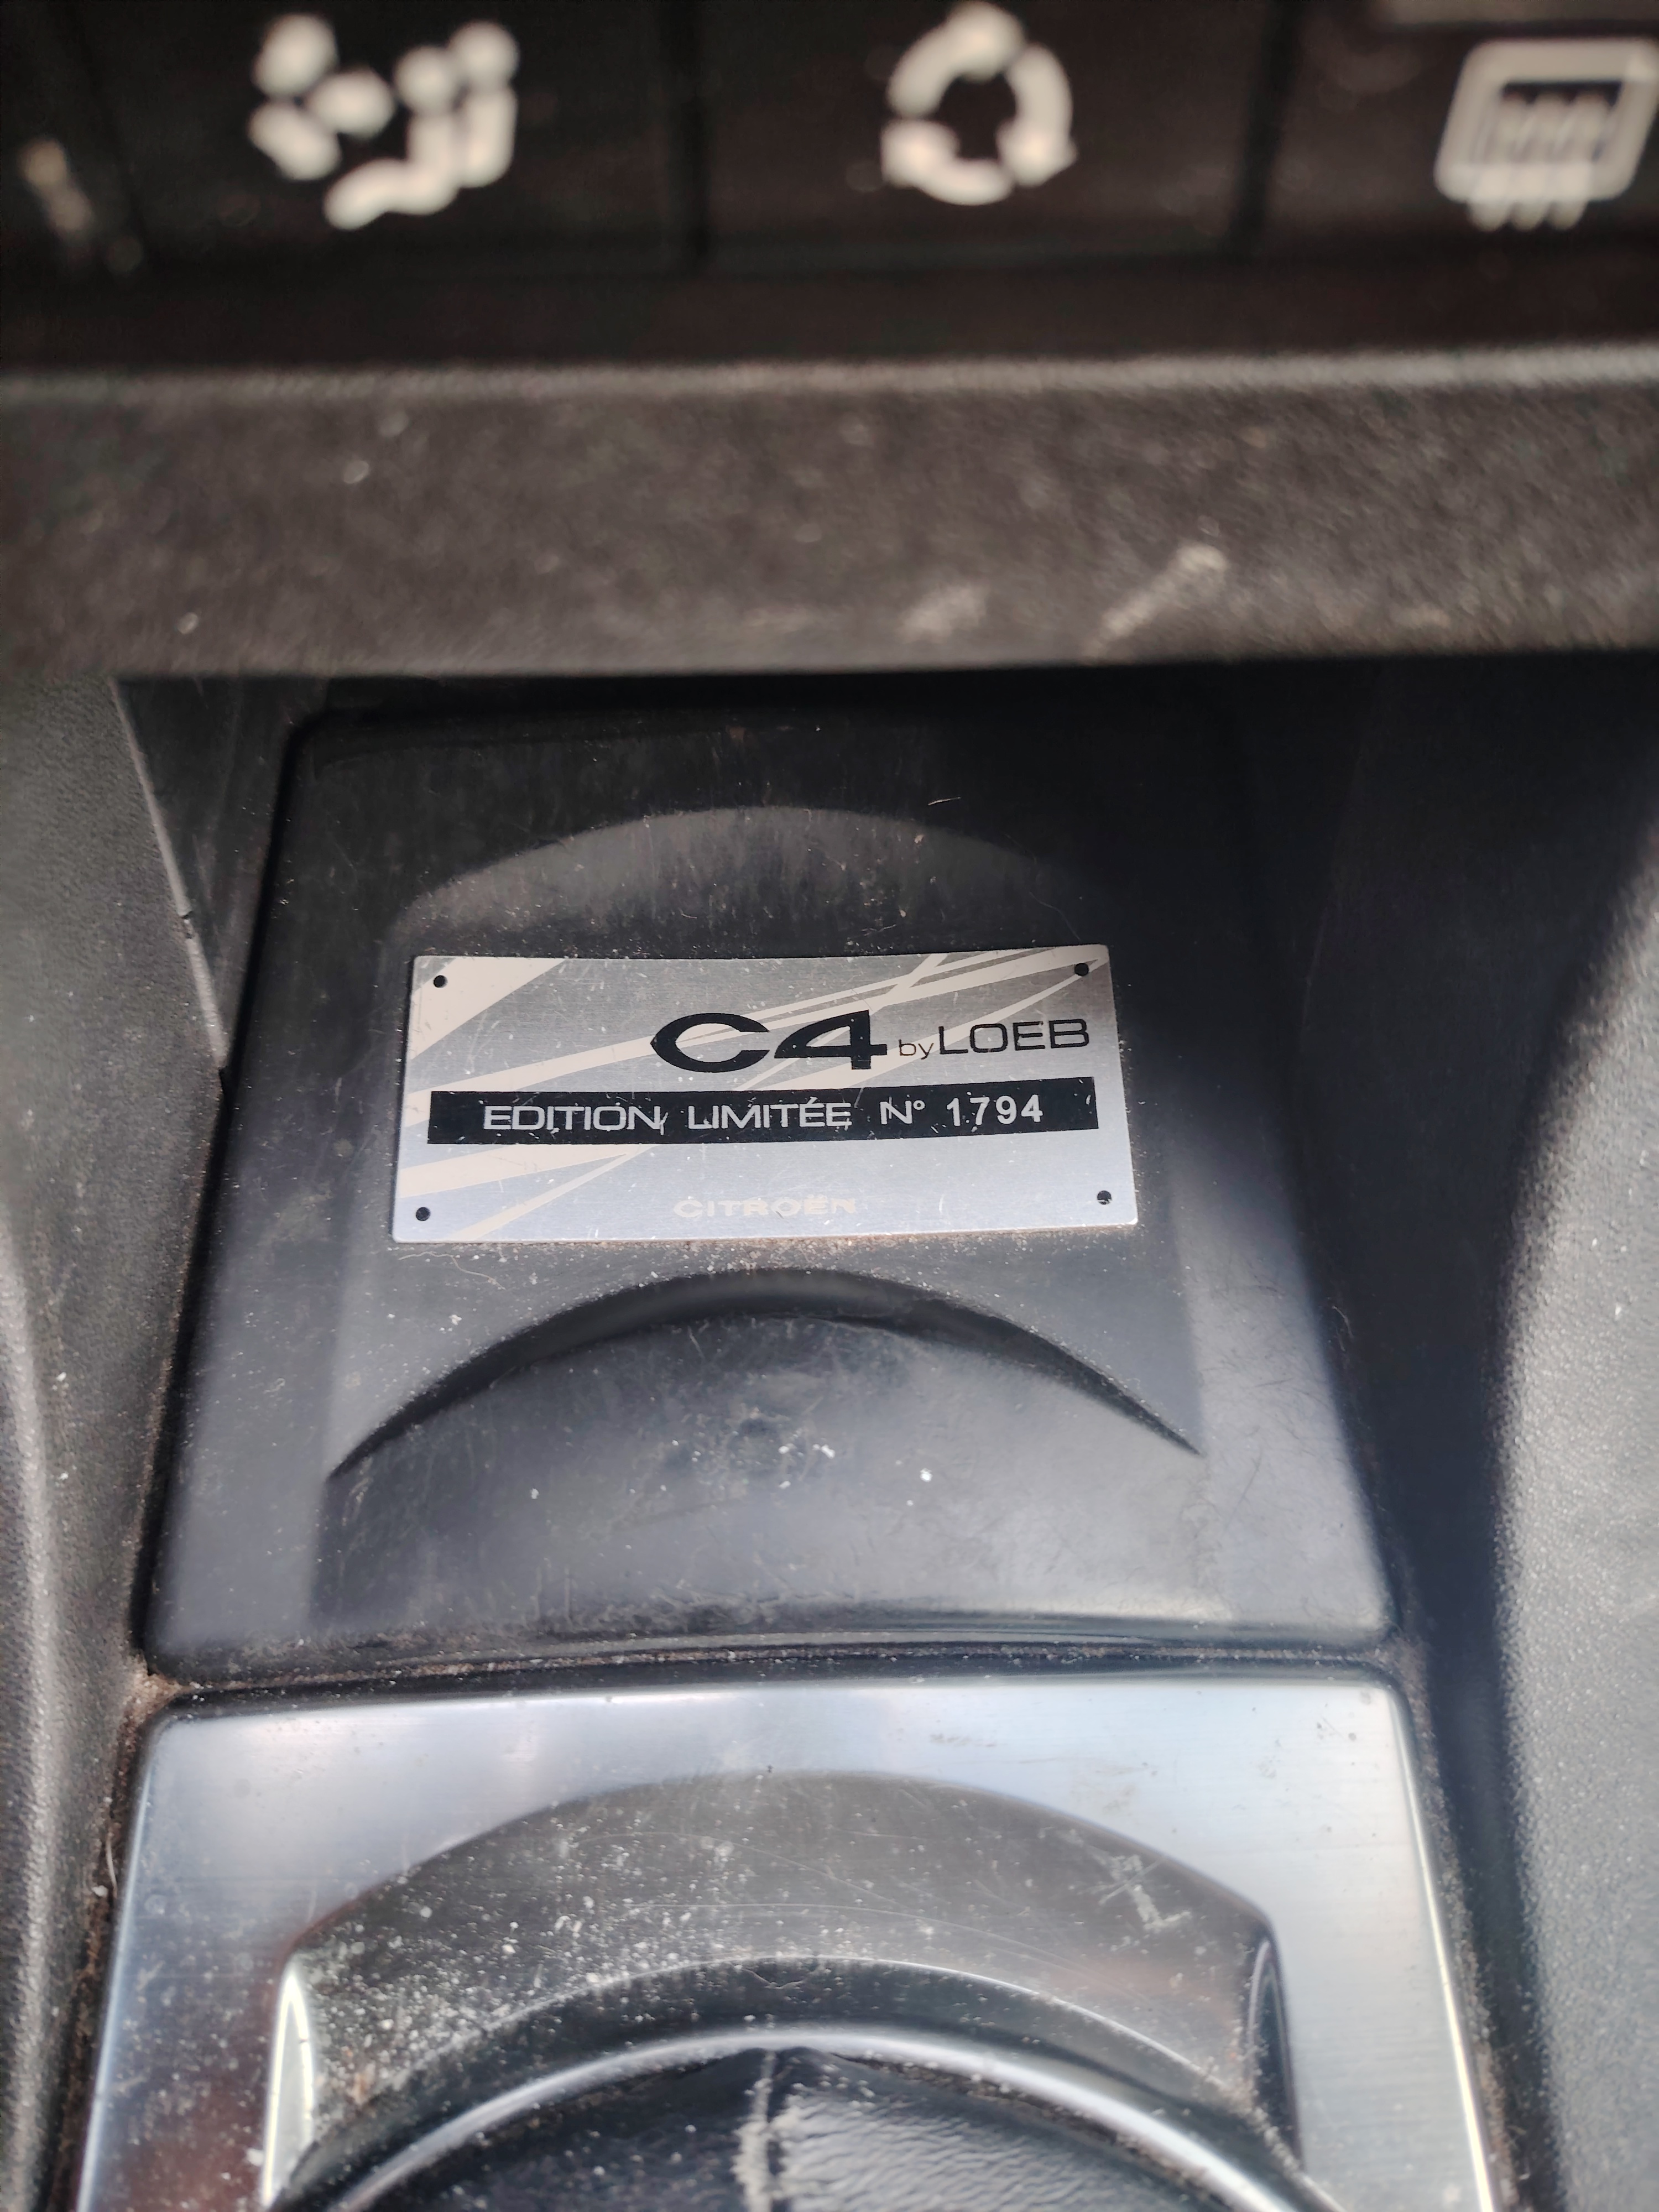 C4 by LOEB
EDITION LIMITÉE N° 1794
CITROËN